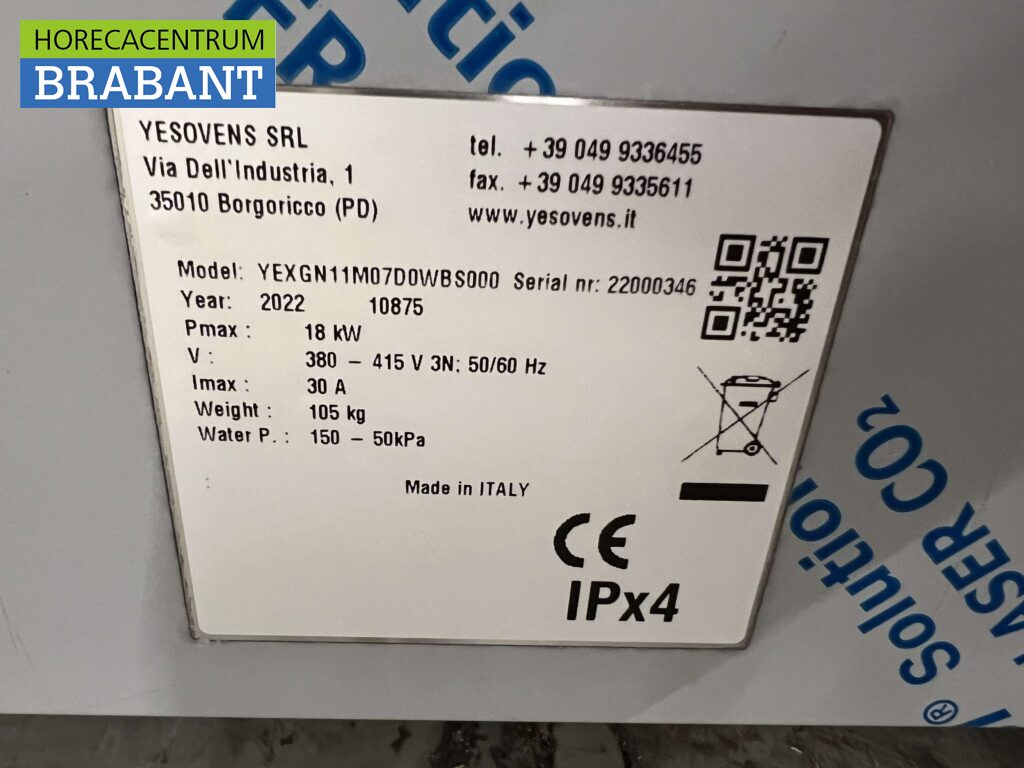 HORECACENTRUM
BRABANT
YESOVENS SRL
Via Dell'Industria, 1
35010 Borgoricco (PD)
tel. +39 049 9336455
fax. +39 049 9335611
www.yesovens.it
Model: YEXGN11M07D0WBS000 Serial nr: 22000346
Year: 2022 10875
Pmax : 18 kW
V : 380 – 415 V 3N; 50/60 Hz
Imax : 30 A
Weight : 105 kg
Water P. : 150 – 50kPa
:
Made in ITALY
CE
IPx4
Solution
LASER CO2
®